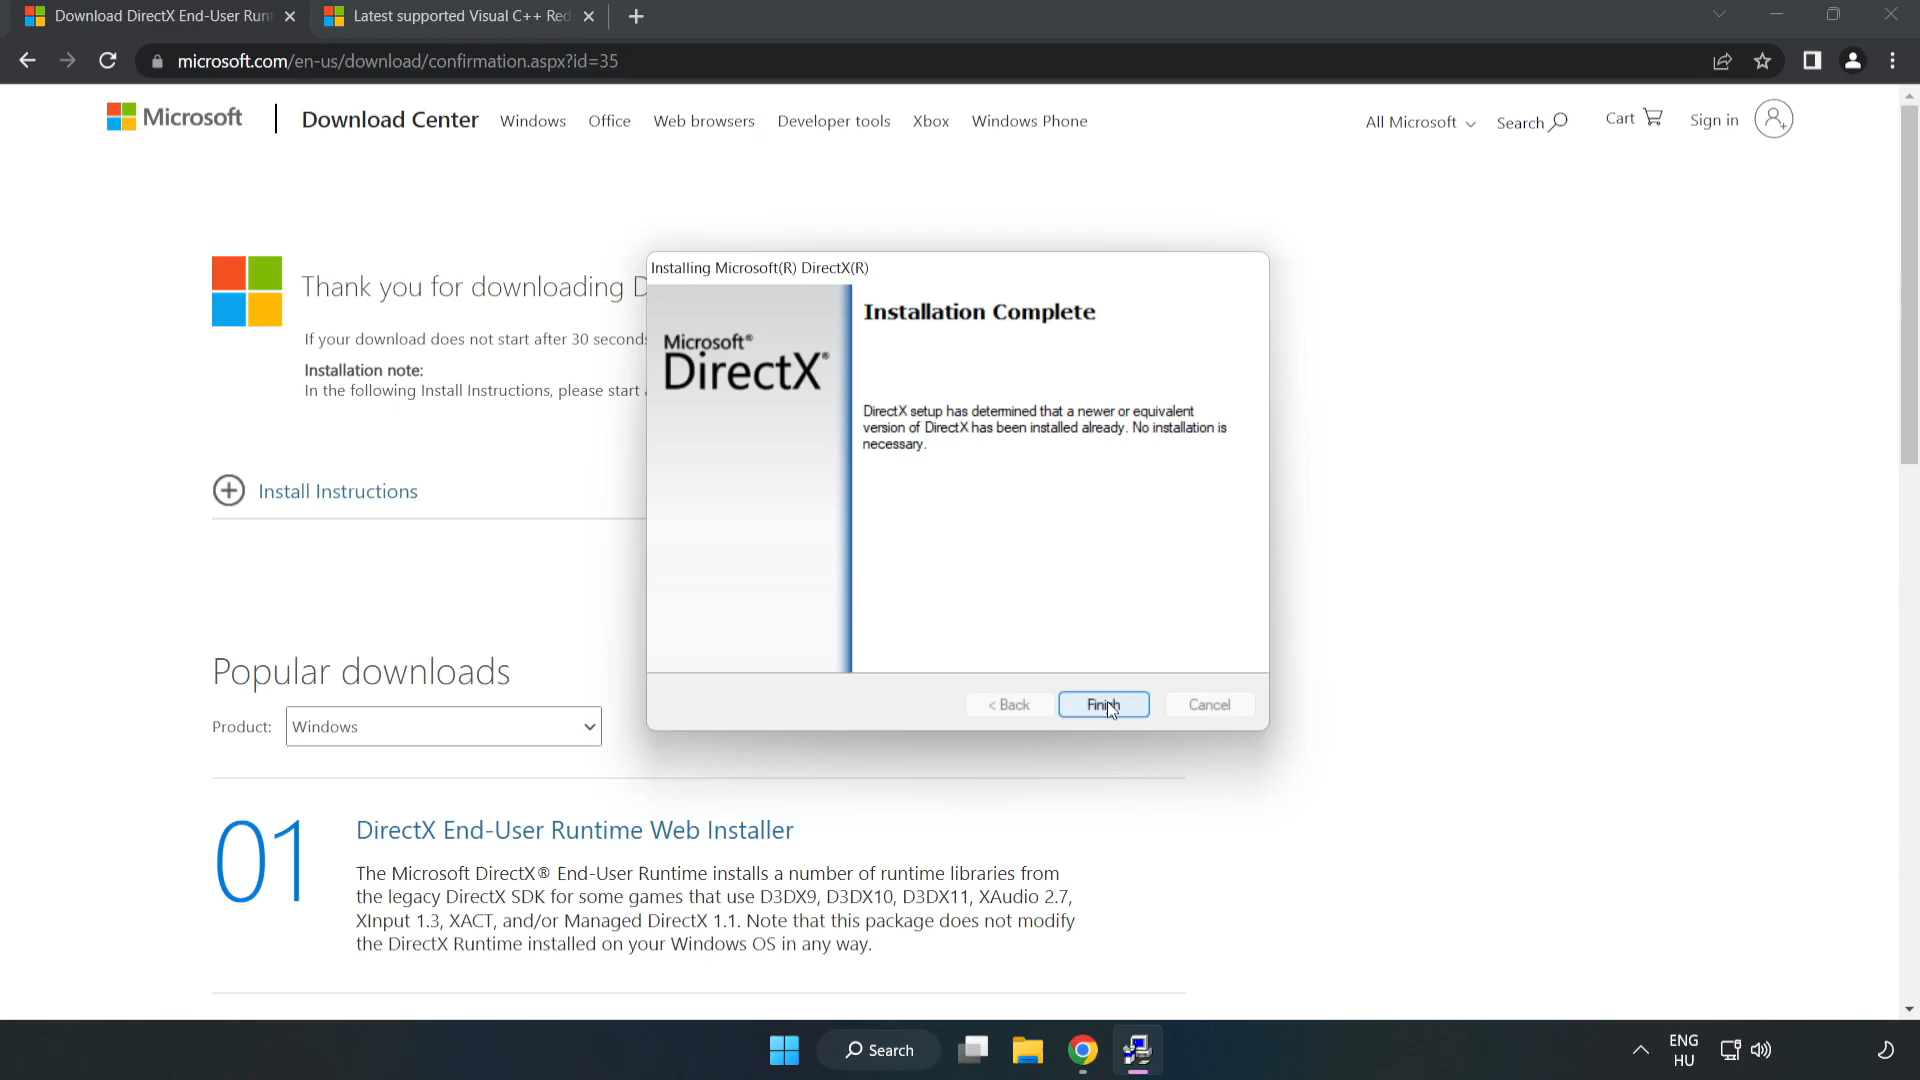 Download DirectX End-User Run
Latest supported Visual C++ Red
microsoft.com/en-us/download/confirmation.aspx?id=35
Microsoft
Download Center
Windows
Office
Web browsers
Developer tools
Xbox
Windows Phone
All Microsoft
Search
Cart
Sign in
Thank you for downloading D
If your download does not start after 30 seconds
Installation note:
In the following Install Instructions, please start a
Install Instructions
Installing Microsoft(R) DirectX(R)
Microsoft®
DirectX®
Installation Complete
DirectX setup has determined that a newer or equivalent
version of DirectX has been installed already. No installation is
necessary.
< Back
Finish
Cancel
Popular downloads
Product:
Windows
01
DirectX End-User Runtime Web Installer
The Microsoft DirectX® End-User Runtime installs a number of runtime libraries from
the legacy DirectX SDK for some games that use D3DX9, D3DX10, D3DX11, XAudio 2.7,
XInput 1.3, XACT, and/or Managed DirectX 1.1. Note that this package does not modify
the DirectX Runtime installed on your Windows OS in any way.
Search
ENG
HU